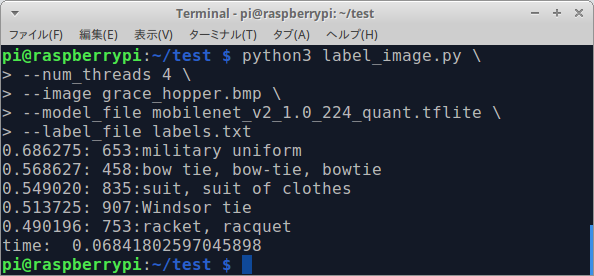 Terminal - pi@raspberrypi: ~/test
ファイル(F) 編集(E) 表示(V) ターミナル(T) タブ(A) ヘルプ(H)
pi@raspberrypi:~/test $ python3 label_image.py \
> --num_threads 4 \
> --image grace_hopper.bmp \
> --model_file mobilenet_v2_1.0_224_quant.tflite \
> --label_file labels.txt
0.686275: 653:military uniform
0.568627: 458:bow tie, bow-tie, bowtie
0.549020: 835:suit, suit of clothes
0.513725: 907:Windsor tie
0.490196: 753:racket, racquet
time:  0.06841802597045898
pi@raspberrypi:~/test $